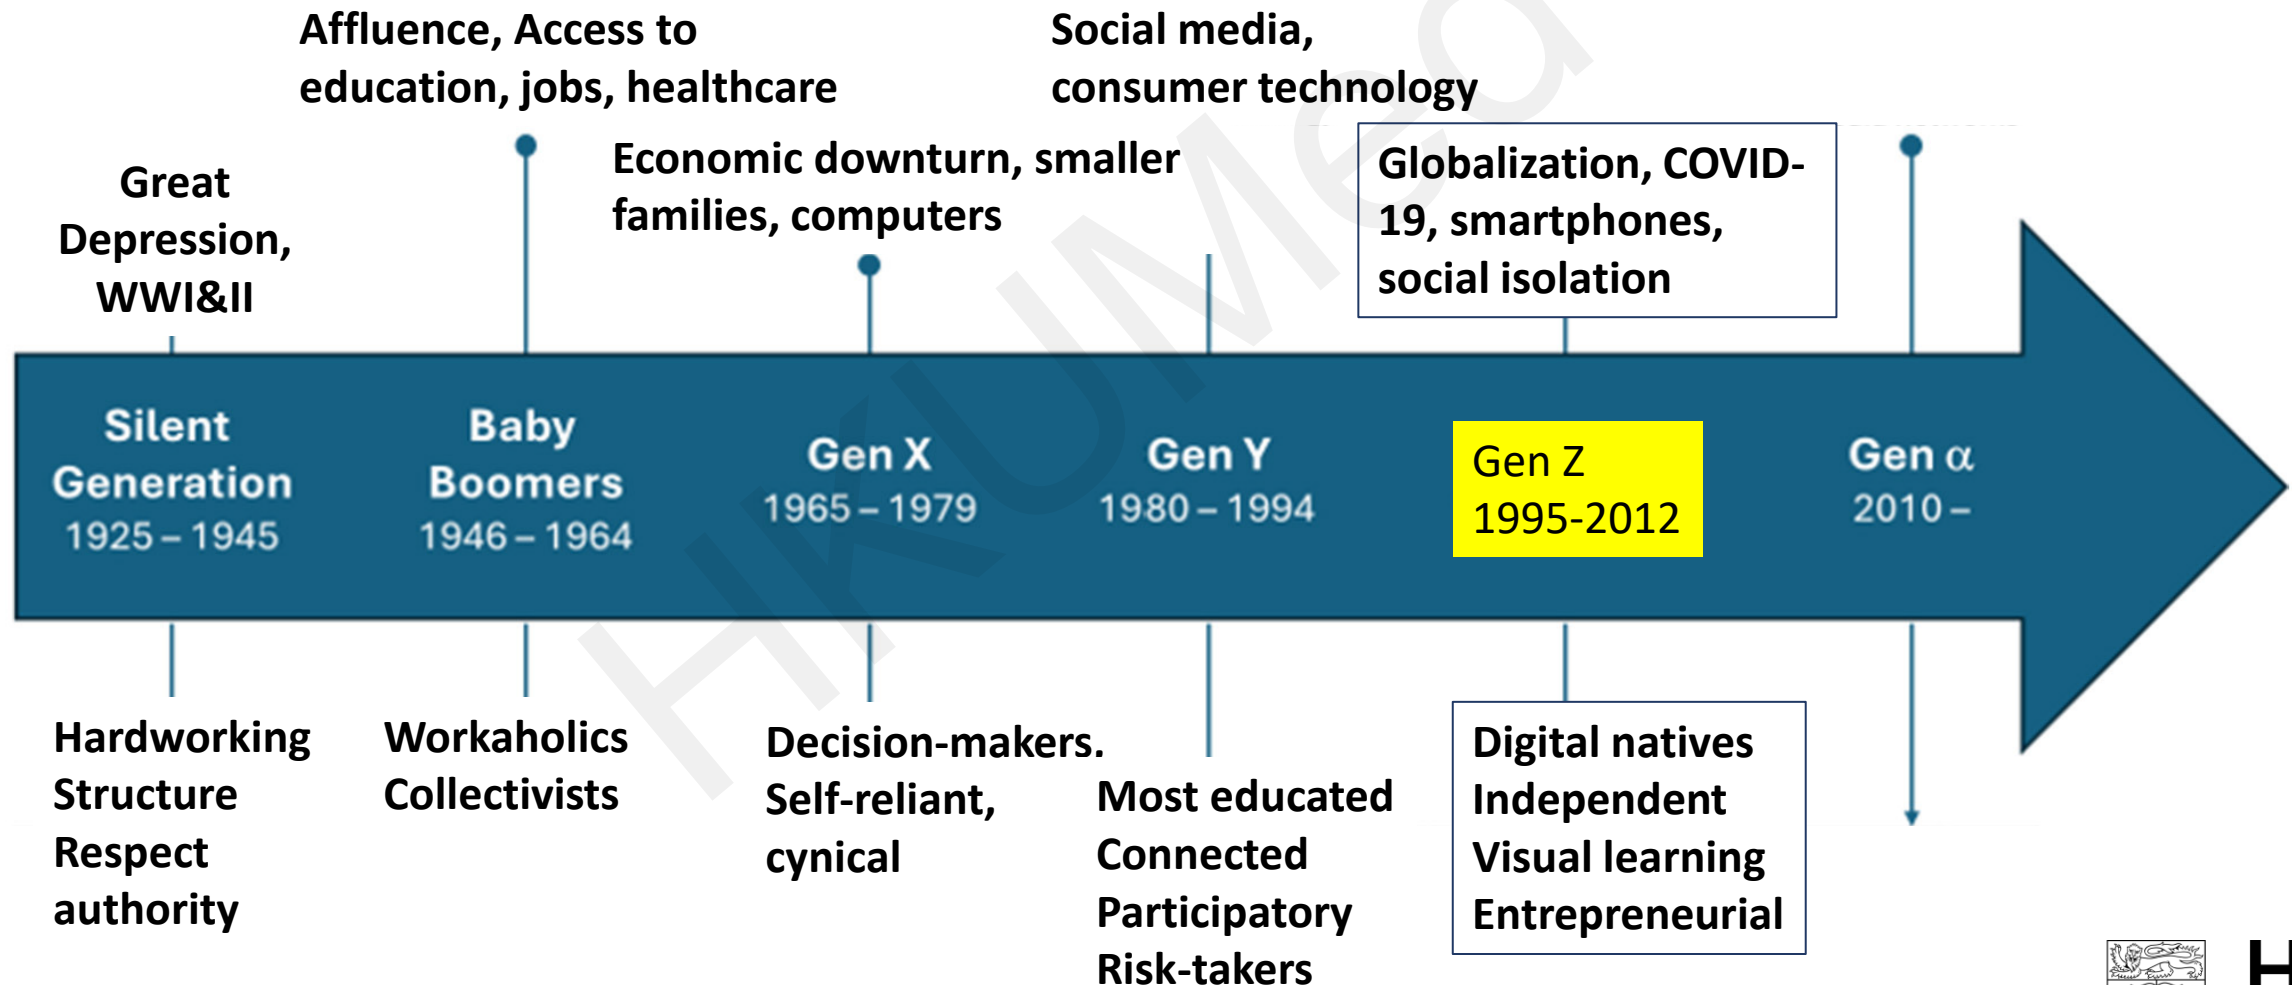 Affluence, Access to
education, jobs, healthcare
Social media,
consumer technology
Great
Depression,
WWI&II
Economic downturn, smaller
families, computers
Globalization, COVID-
19, smartphones,
social isolation
Silent
Generation
1925 – 1945
Baby
Boomers
1946 – 1964
Gen X
1965 – 1979
Gen Y
1980 – 1994
Gen Z
1995-2012
Gen α
2010 –
Hardworking
Structure
Respect
authority
Workaholics
Collectivists
Decision-makers.
Self-reliant,
cynical
Most educated
Connected
Participatory
Risk-takers
Digital natives
Independent
Visual learning
Entrepreneurial
HKUMed